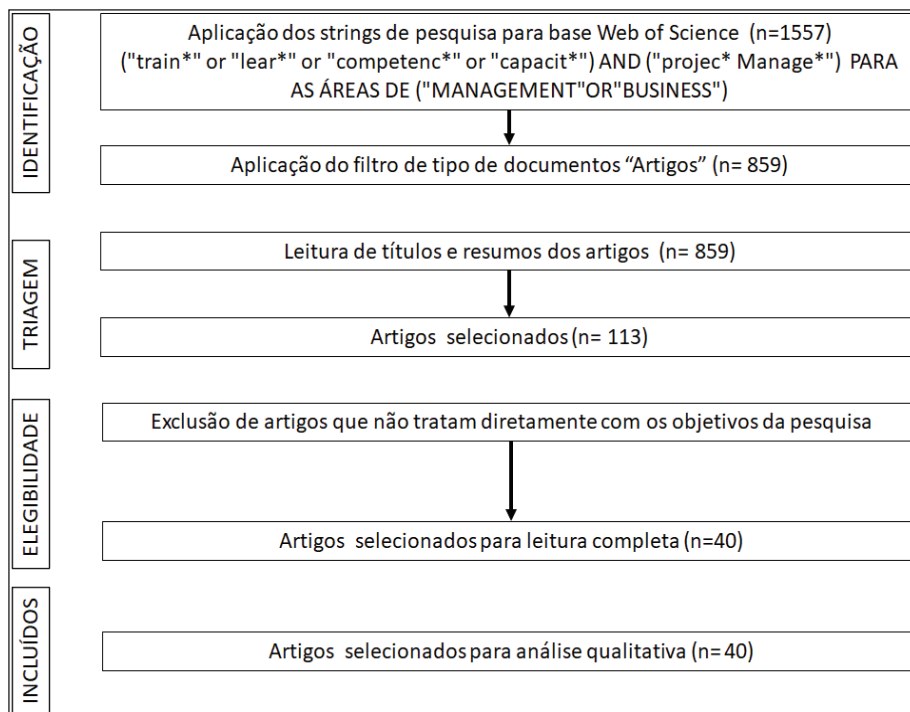 IDENTIFICAÇÃO
Aplicação dos strings de pesquisa para base Web of Science (n=1557)
("train*" or "lear*" or "competenc*" or "capacit*") AND ("projec* Manage*") PARA
AS ÁREAS DE ("MANAGEMENT"OR"BUSINESS")
Aplicação do filtro de tipo de documentos “Artigos” (n= 859)
TRIAGEM
Leitura de títulos e resumos dos artigos (n= 859)
Artigos selecionados (n= 113)
ELEGIBILIDADE
Exclusão de artigos que não tratam diretamente com os objetivos da pesquisa
Artigos selecionados para leitura completa (n=40)
INCLUÍDOS
Artigos selecionados para análise qualitativa (n= 40)